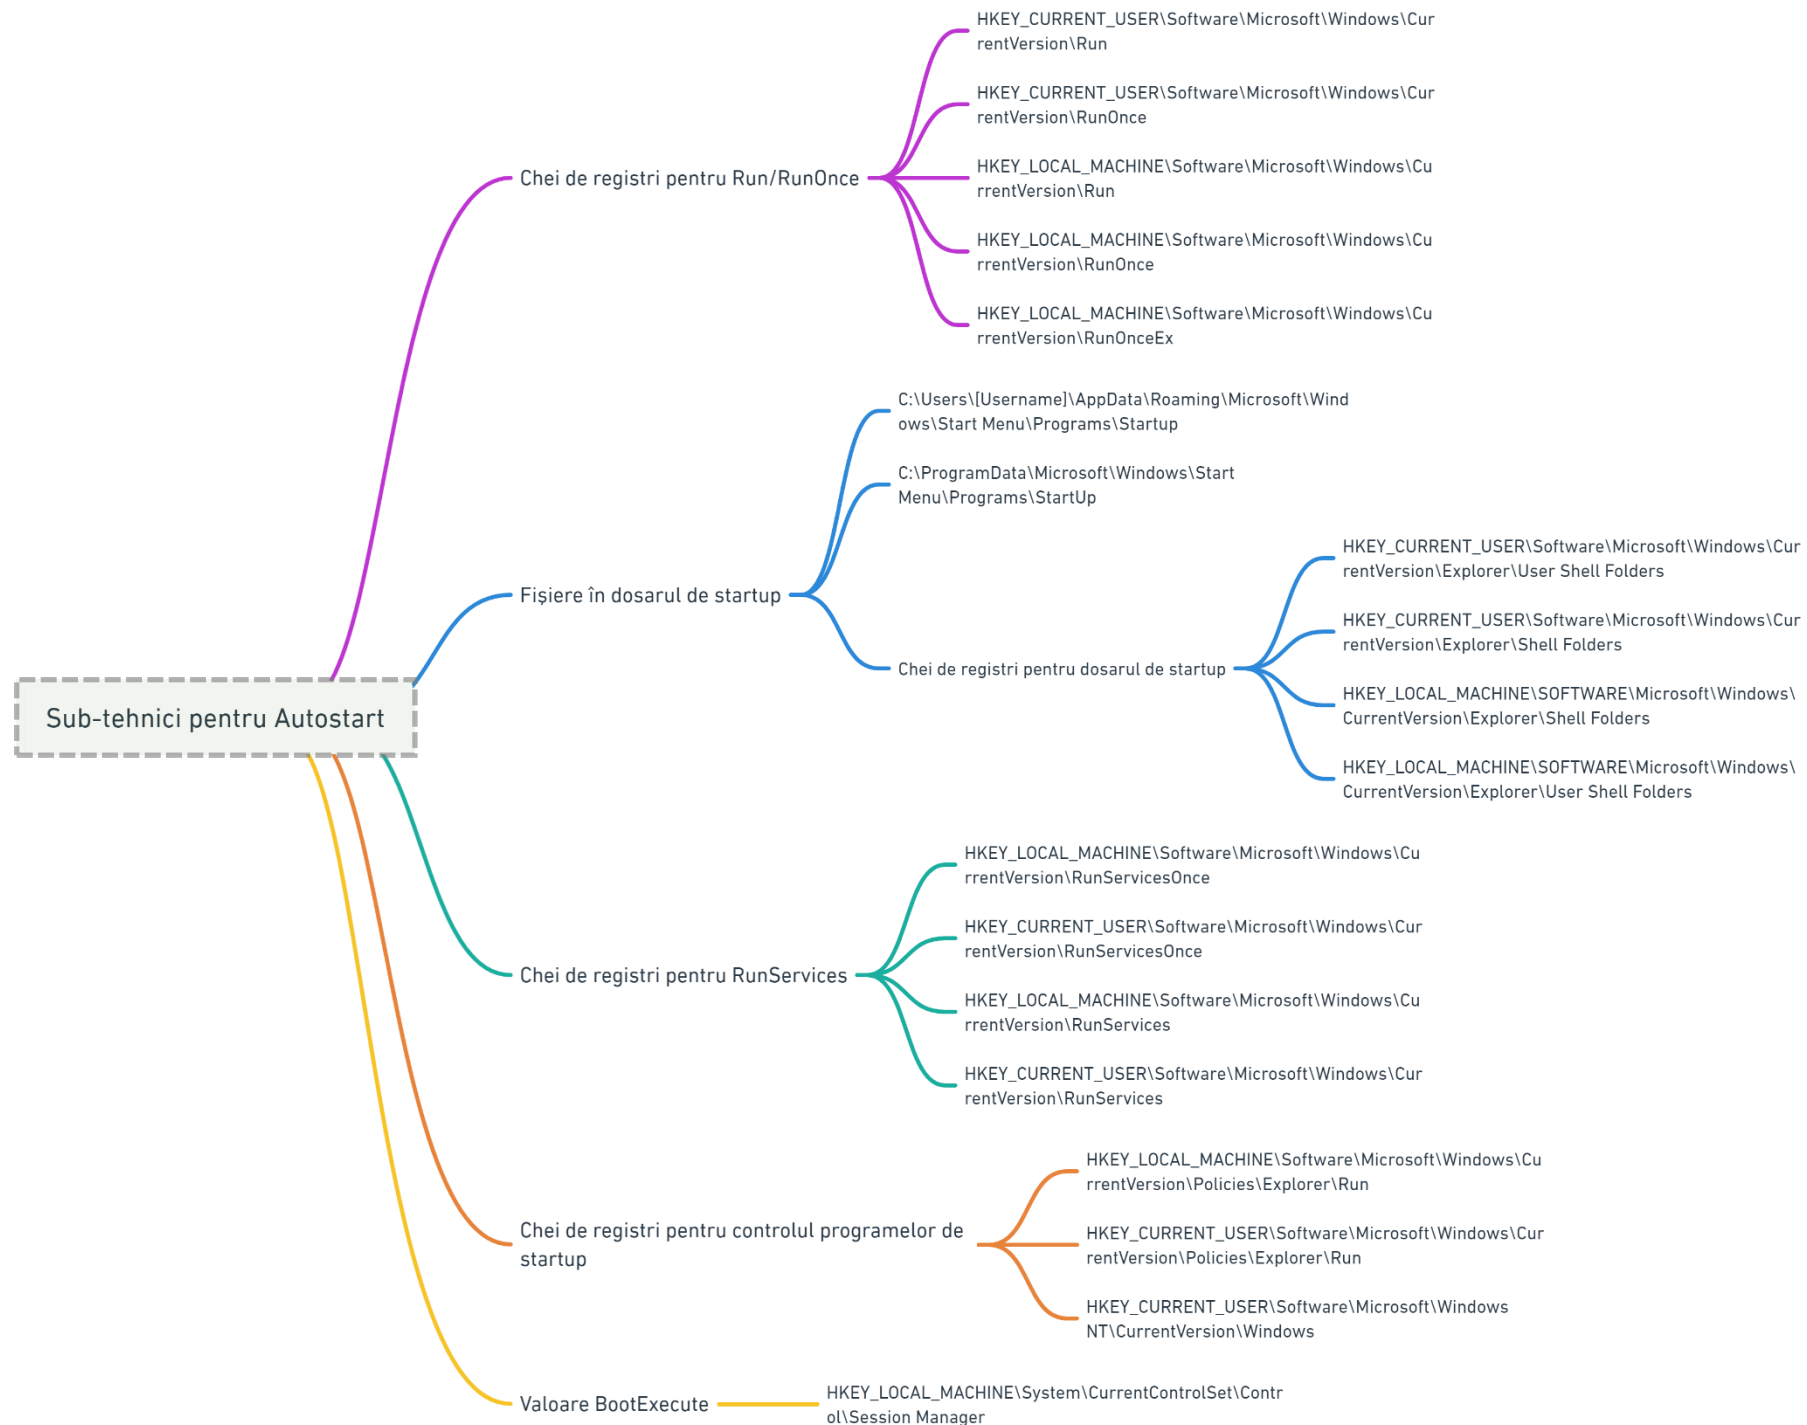 HKEY_CURRENT_USER\Software\Microsoft\Windows\Cur
rentVersion\Run
HKEY_CURRENT_USER\Software\Microsoft\Windows\Cur
rentVersion\RunOnce
Chei de registri pentru Run/RunOnce
HKEY_LOCAL_MACHINE\Software\Microsoft\Windows\Cu
rrentVersion\Run
HKEY_LOCAL_MACHINE\Software\Microsoft\Windows\Cu
rrentVersion\RunOnce
HKEY_LOCAL_MACHINE\Software\Microsoft\Windows\Cu
rrentVersion\RunOnceEx
C:\Users\[Username]\AppData\Roaming\Microsoft\Wind
ows\Start Menu\Programs\Startup
C:\ProgramData\Microsoft\Windows\Start
Menu\Programs\StartUp
Fișiere în dosarul de startup
Chei de registri pentru dosarul de startup
HKEY_CURRENT_USER\Software\Microsoft\Windows\Cur
rentVersion\Explorer\User Shell Folders
HKEY_CURRENT_USER\Software\Microsoft\Windows\Cur
rentVersion\Explorer\Shell Folders
HKEY_LOCAL_MACHINE\SOFTWARE\Microsoft\Windows\
CurrentVersion\Explorer\Shell Folders
HKEY_LOCAL_MACHINE\SOFTWARE\Microsoft\Windows\
CurrentVersion\Explorer\User Shell Folders
Sub-tehnici pentru Autostart
HKEY_LOCAL_MACHINE\Software\Microsoft\Windows\Cu
rrentVersion\RunServicesOnce
HKEY_CURRENT_USER\Software\Microsoft\Windows\Cur
rentVersion\RunServicesOnce
Chei de registri pentru RunServices
HKEY_LOCAL_MACHINE\Software\Microsoft\Windows\Cu
rrentVersion\RunServices
HKEY_CURRENT_USER\Software\Microsoft\Windows\Cur
rentVersion\RunServices
HKEY_LOCAL_MACHINE\Software\Microsoft\Windows\Cu
rrentVersion\Policies\Explorer\Run
Chei de registri pentru controlul programelor de
startup
HKEY_CURRENT_USER\Software\Microsoft\Windows\Cur
rentVersion\Policies\Explorer\Run
HKEY_CURRENT_USER\Software\Microsoft\Windows
NT\CurrentVersion\Windows
Valoare BootExecute
HKEY_LOCAL_MACHINE\System\CurrentControlSet\Contr
ol\Session Manager